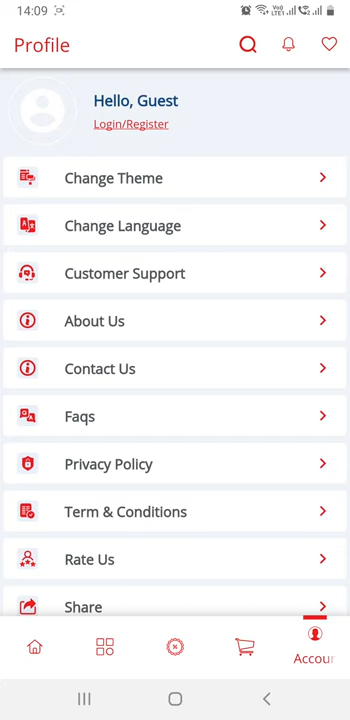 14:09
Profile
Hello, Guest
Login/Register
Change Theme
Change Language
Customer Support
About Us
Contact Us
Faqs
Privacy Policy
Term & Conditions
Rate Us
Share
Accoun